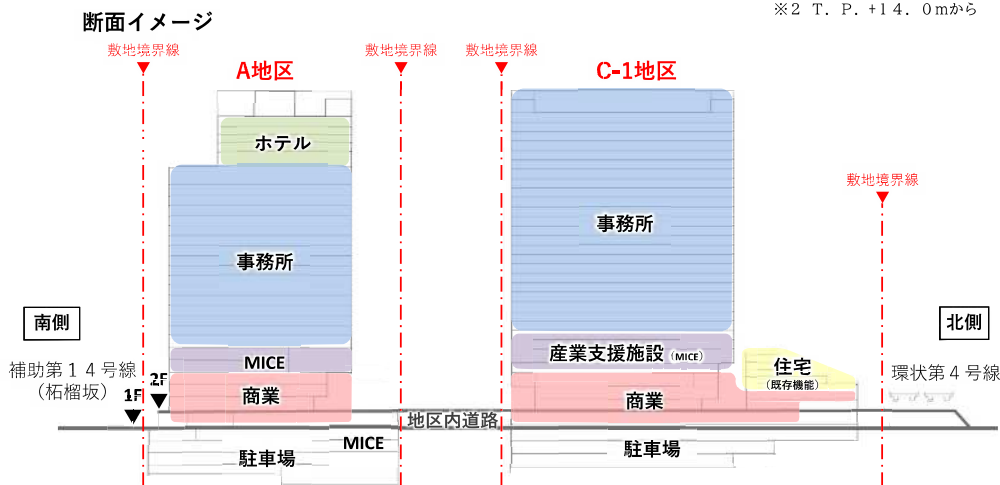 ※2 T. P. +14. 0mから
断面イメージ
敷地境界線
敷地境界線
敷地境界線
A地区
C-1地区
ホテル
敷地境界線
事務所
事務所
南側
北側
MICE
産業支援施設(MICE)
住宅
(既存機能)
補助第14号線
(柘榴坂)
環状第4号線
2F
1F
商業
商業
地区内道路
MICE
駐車場
駐車場